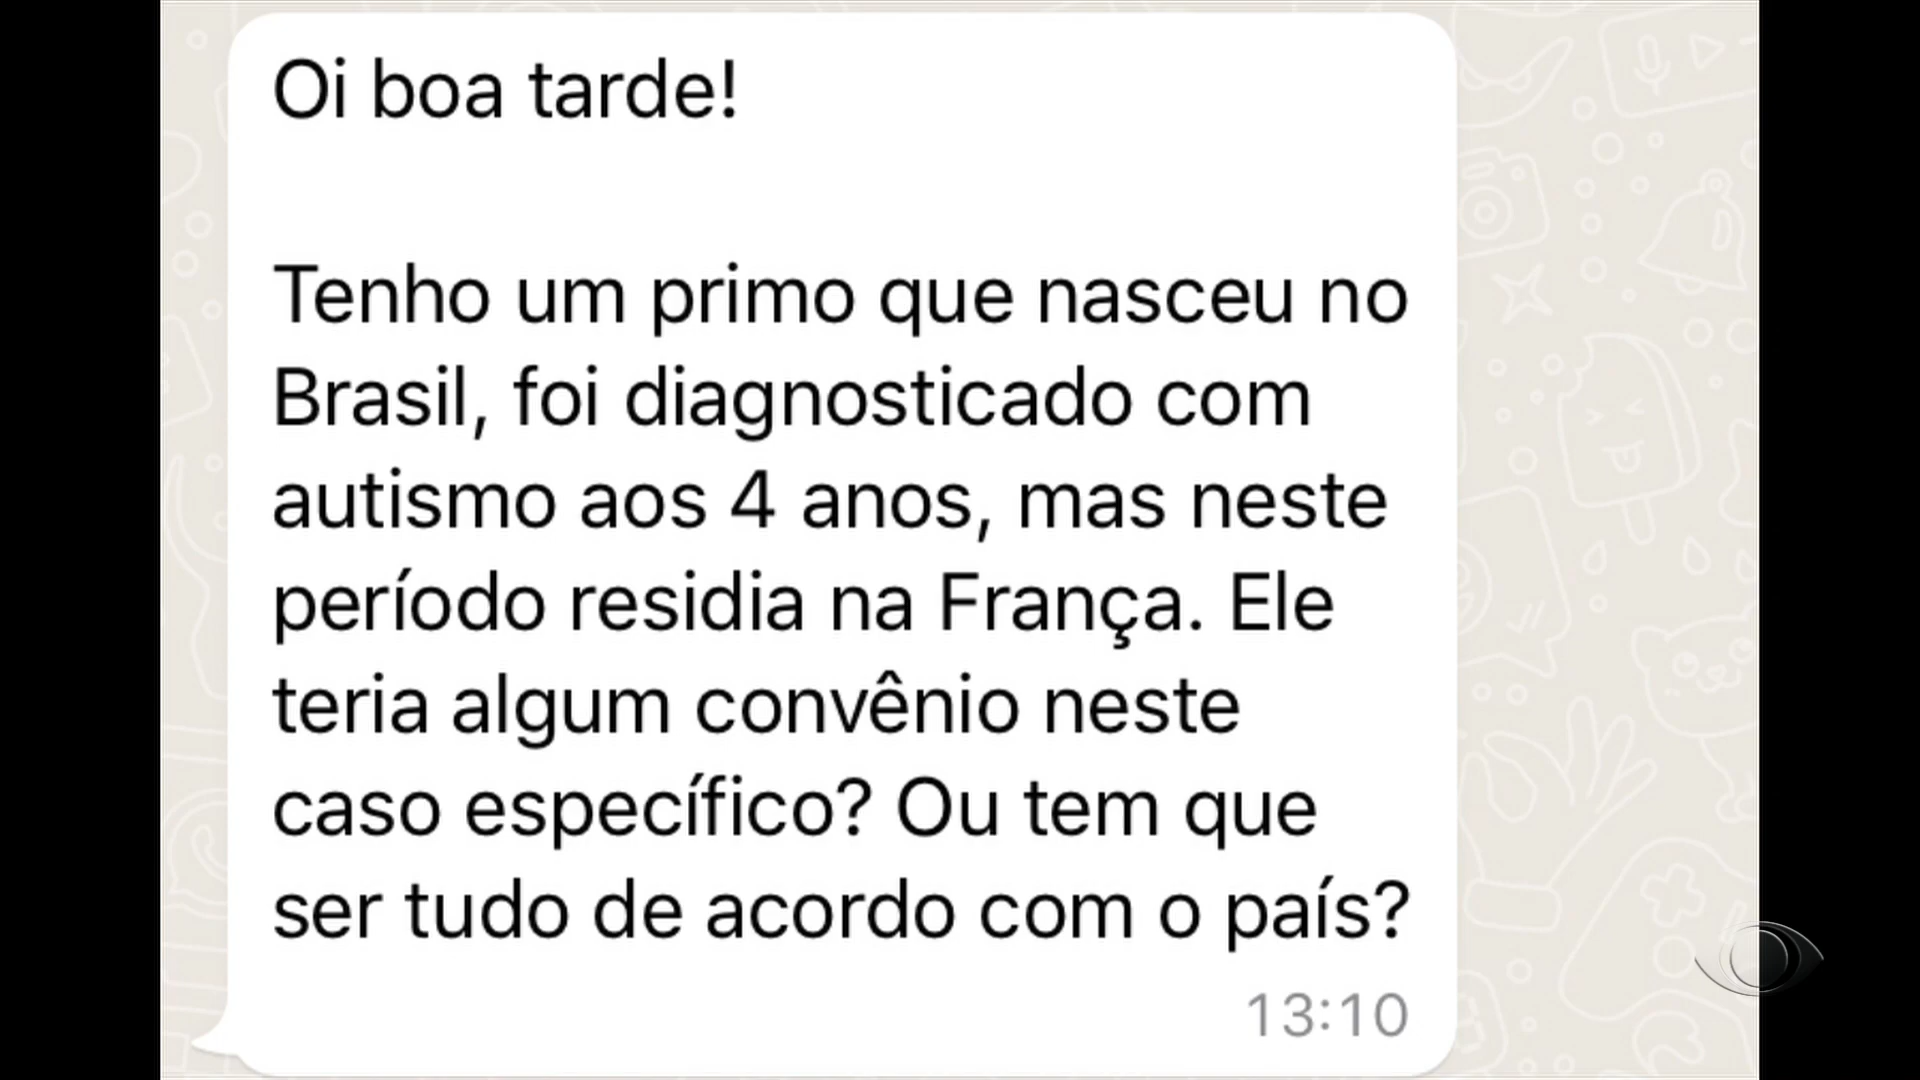 Oi boa tarde!
Tenho um primo que nasceu no
Brasil, foi diagnosticado com
autismo aos 4 anos, mas neste
período residia na França. Ele
teria algum convênio neste
caso específico? Ou tem que
ser tudo de acordo com o país?
13:10